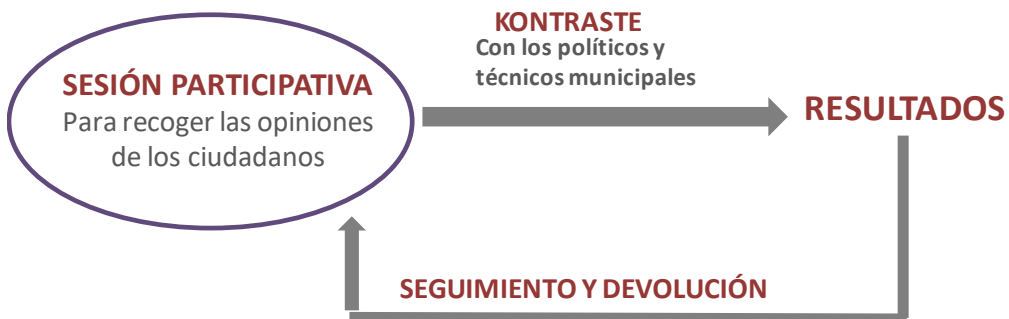 SESIÓN PARTICIPATIVA
Para recoger las opiniones
de los ciudadanos
KONTRASTE
Con los políticos y
técnicos municipales
RESULTADOS
SEGUIMIENTO Y DEVOLUCIÓN